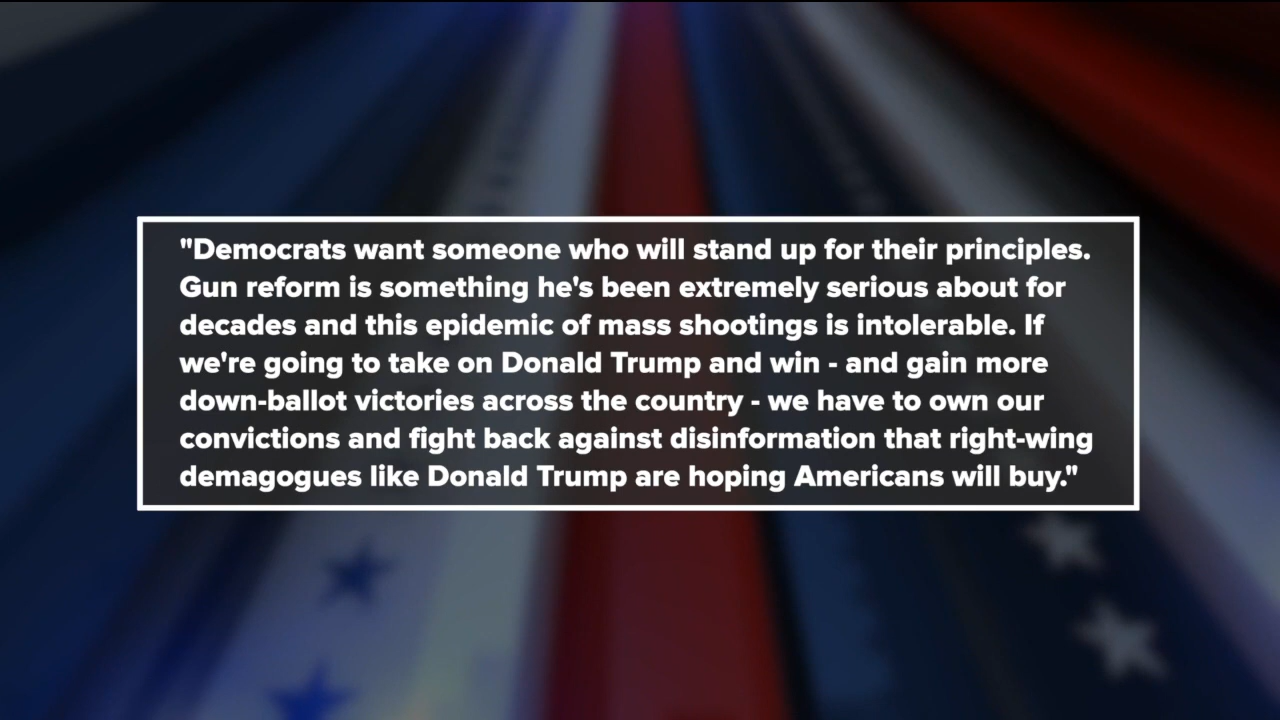 "Democrats want someone who will stand up for their principles.
Gun reform is something he's been extremely serious about for
decades and this epidemic of mass shootings is intolerable. If
we're going to take on Donald Trump and win - and gain more
down-ballot victories across the country - we have to own our
convictions and fight back against disinformation that right-wing
demagogues like Donald Trump are hoping Americans will buy."